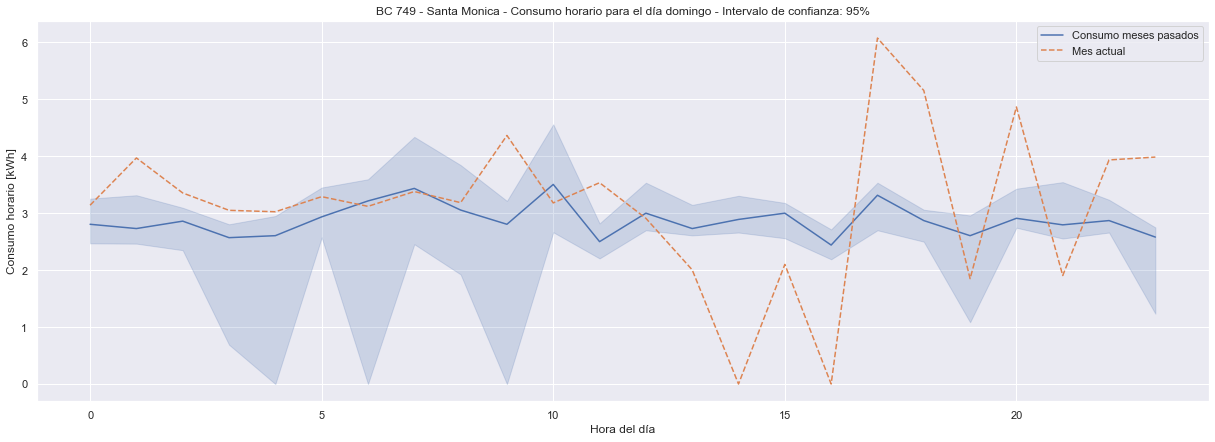 BC 749 - Santa Monica - Consumo horario para el día domingo - Intervalo de confianza: 95%
Consumo meses pasados
Mes actual
Consumo horario [kWh]
6
5
4
3
2
1
0
0 5 10 15 20
Hora del día